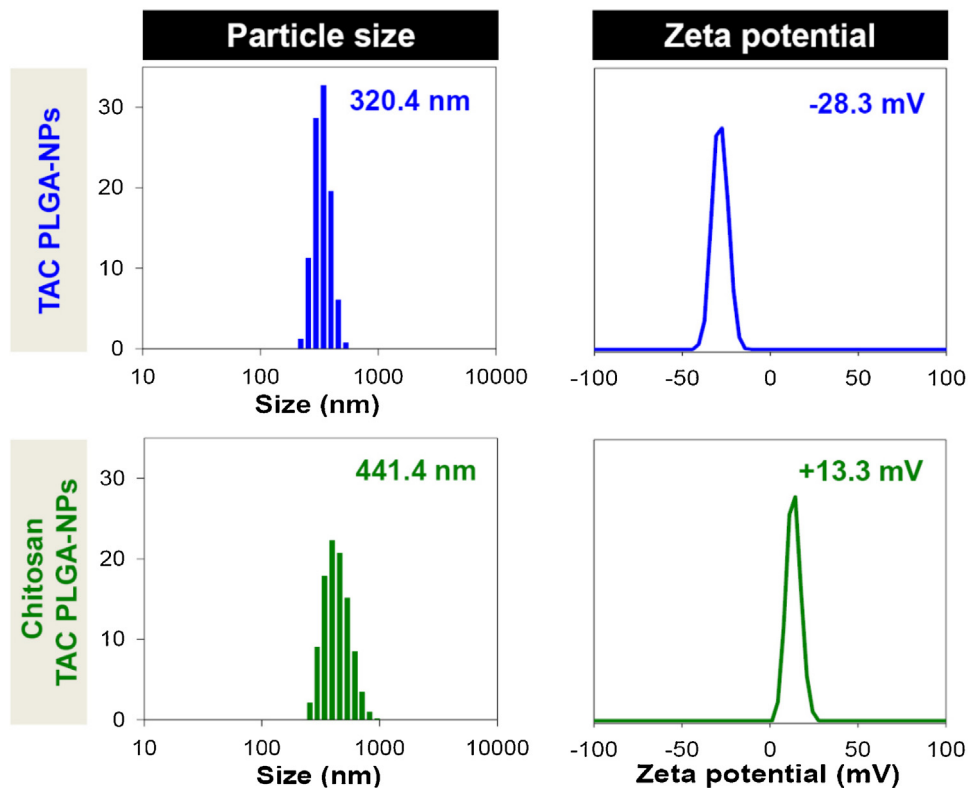 Particle size
Zeta potential
TAC PLGA-NPs
30
20
10
0
320.4 nm
10
100
1000
10000
Size (nm)
-28.3 mV
-100
-50
0
50
100
Chitosan
TAC PLGA-NPs
30
20
10
0
441.4 nm
10
100
1000
10000
Size (nm)
+13.3 mV
-100
-50
0
50
100
Zeta potential (mV)